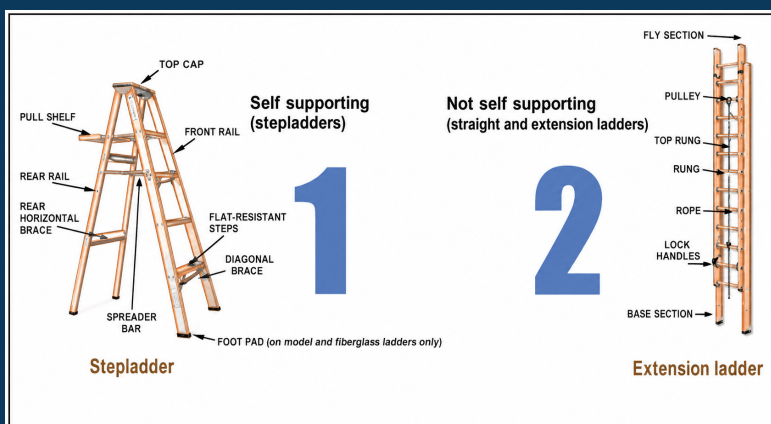 TOP CAP
PULL SHELF
FRONT RAIL
REAR RAIL
REAR
HORIZONTAL
BRACE
FLAT-RESISTANT
STEPS
DIAGONAL
BRACE
SPREADER
BAR
FOOT PAD (on model and fiberglass ladders only)
Stepladder
Self supporting
(stepladders)
1
Not self supporting
(straight and extension ladders)
2
FLY SECTION
PULLEY
TOP RUNG
RUNG
ROPE
LOCK
HANDLES
BASE SECTION
Extension ladder